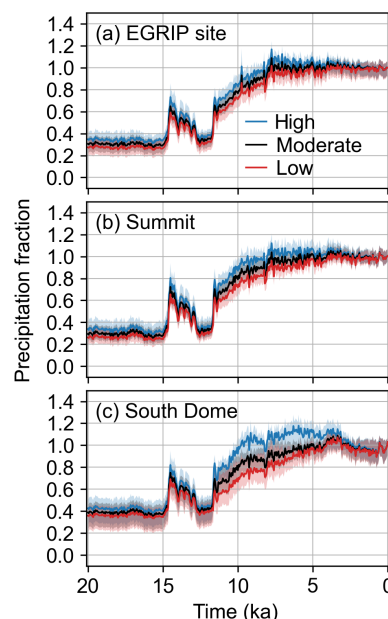 1.4
(a) EGRIP site
1.2
1.0
0.8
0.6
0.4
0.2
0.0
High
Moderate
Low
1.4
(b) Summit
1.2
1.0
0.8
0.6
0.4
0.2
0.0
Precipitation fraction
1.4
(c) South Dome
1.2
1.0
0.8
0.6
0.4
0.2
0.0
20 15 10 5 0
Time (ka)